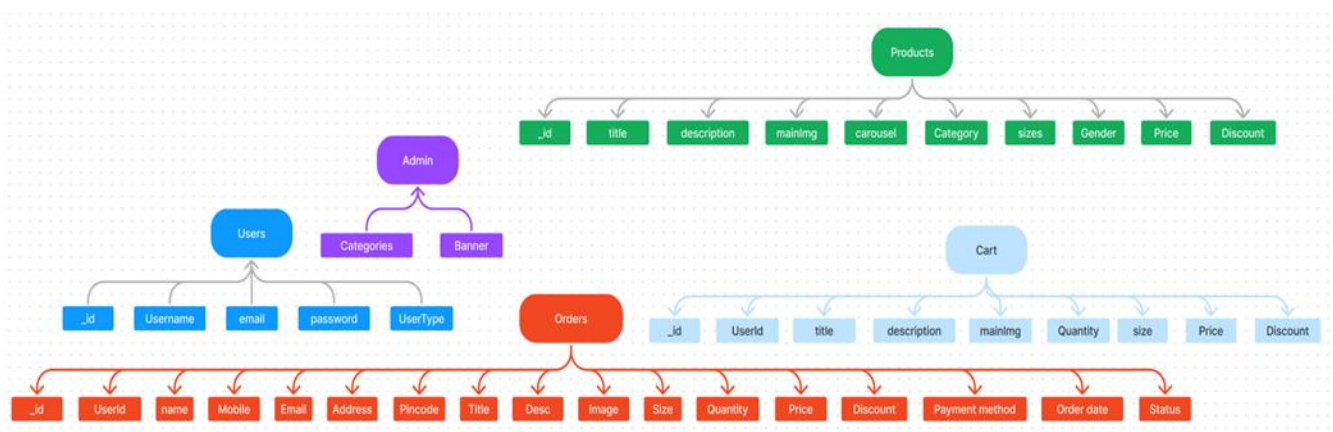 Products
_id title description mainImg carousel Category sizes Gender Price Discount
Admin
Categories Banner
Users
_id Username email password UserType
Cart
_id UserId title description mainImg Quantity size Price Discount
Orders
_id UserId name Mobile Email Address Pincode Title Desc Image Size Quantity Price Discount Payment method Order date Status